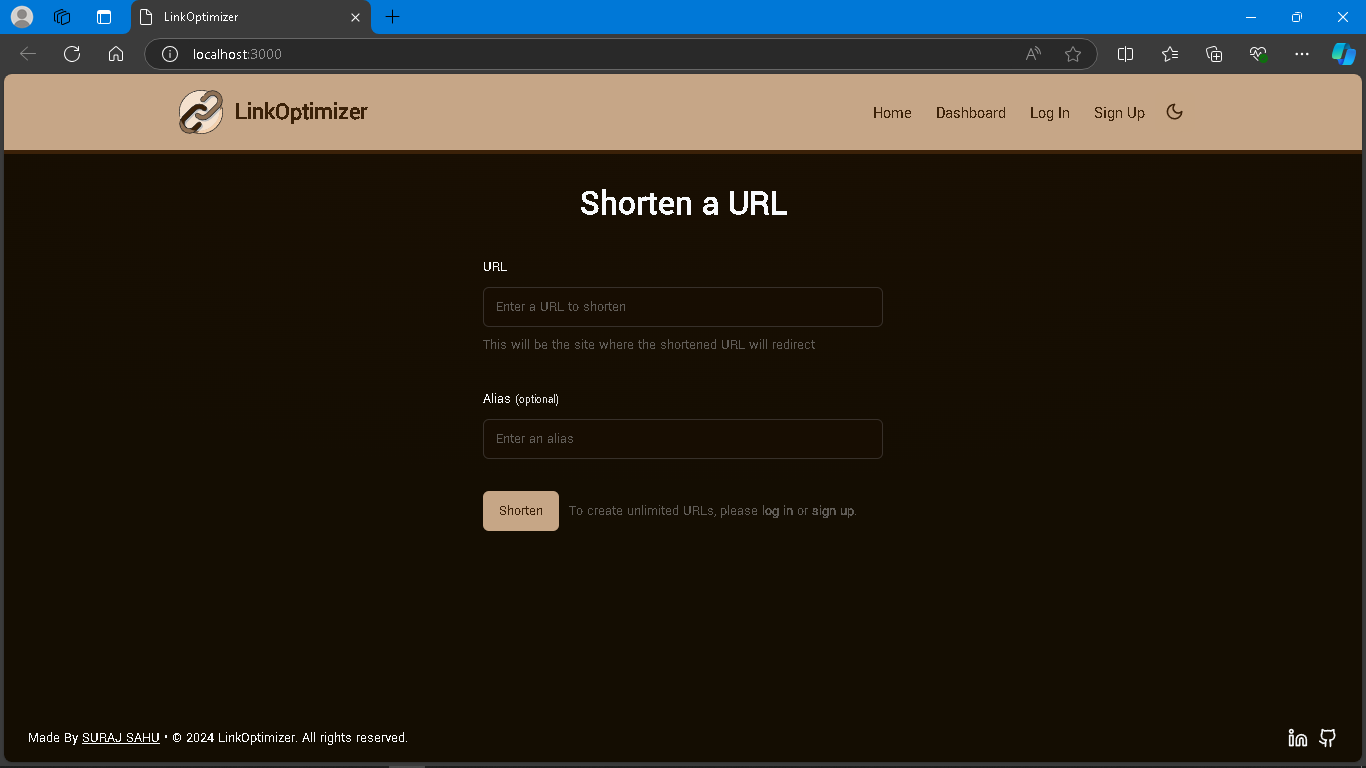 LinkOptimizer
localhost:3000
LinkOptimizer
Home Dashboard Log In Sign Up
Shorten a URL
URL
Enter a URL to shorten
This will be the site where the shortened URL will redirect
Alias (optional)
Enter an alias
Shorten To create unlimited URLs, please log in or sign up.
Made By SURAJ SAHU • © 2024 LinkOptimizer. All rights reserved.